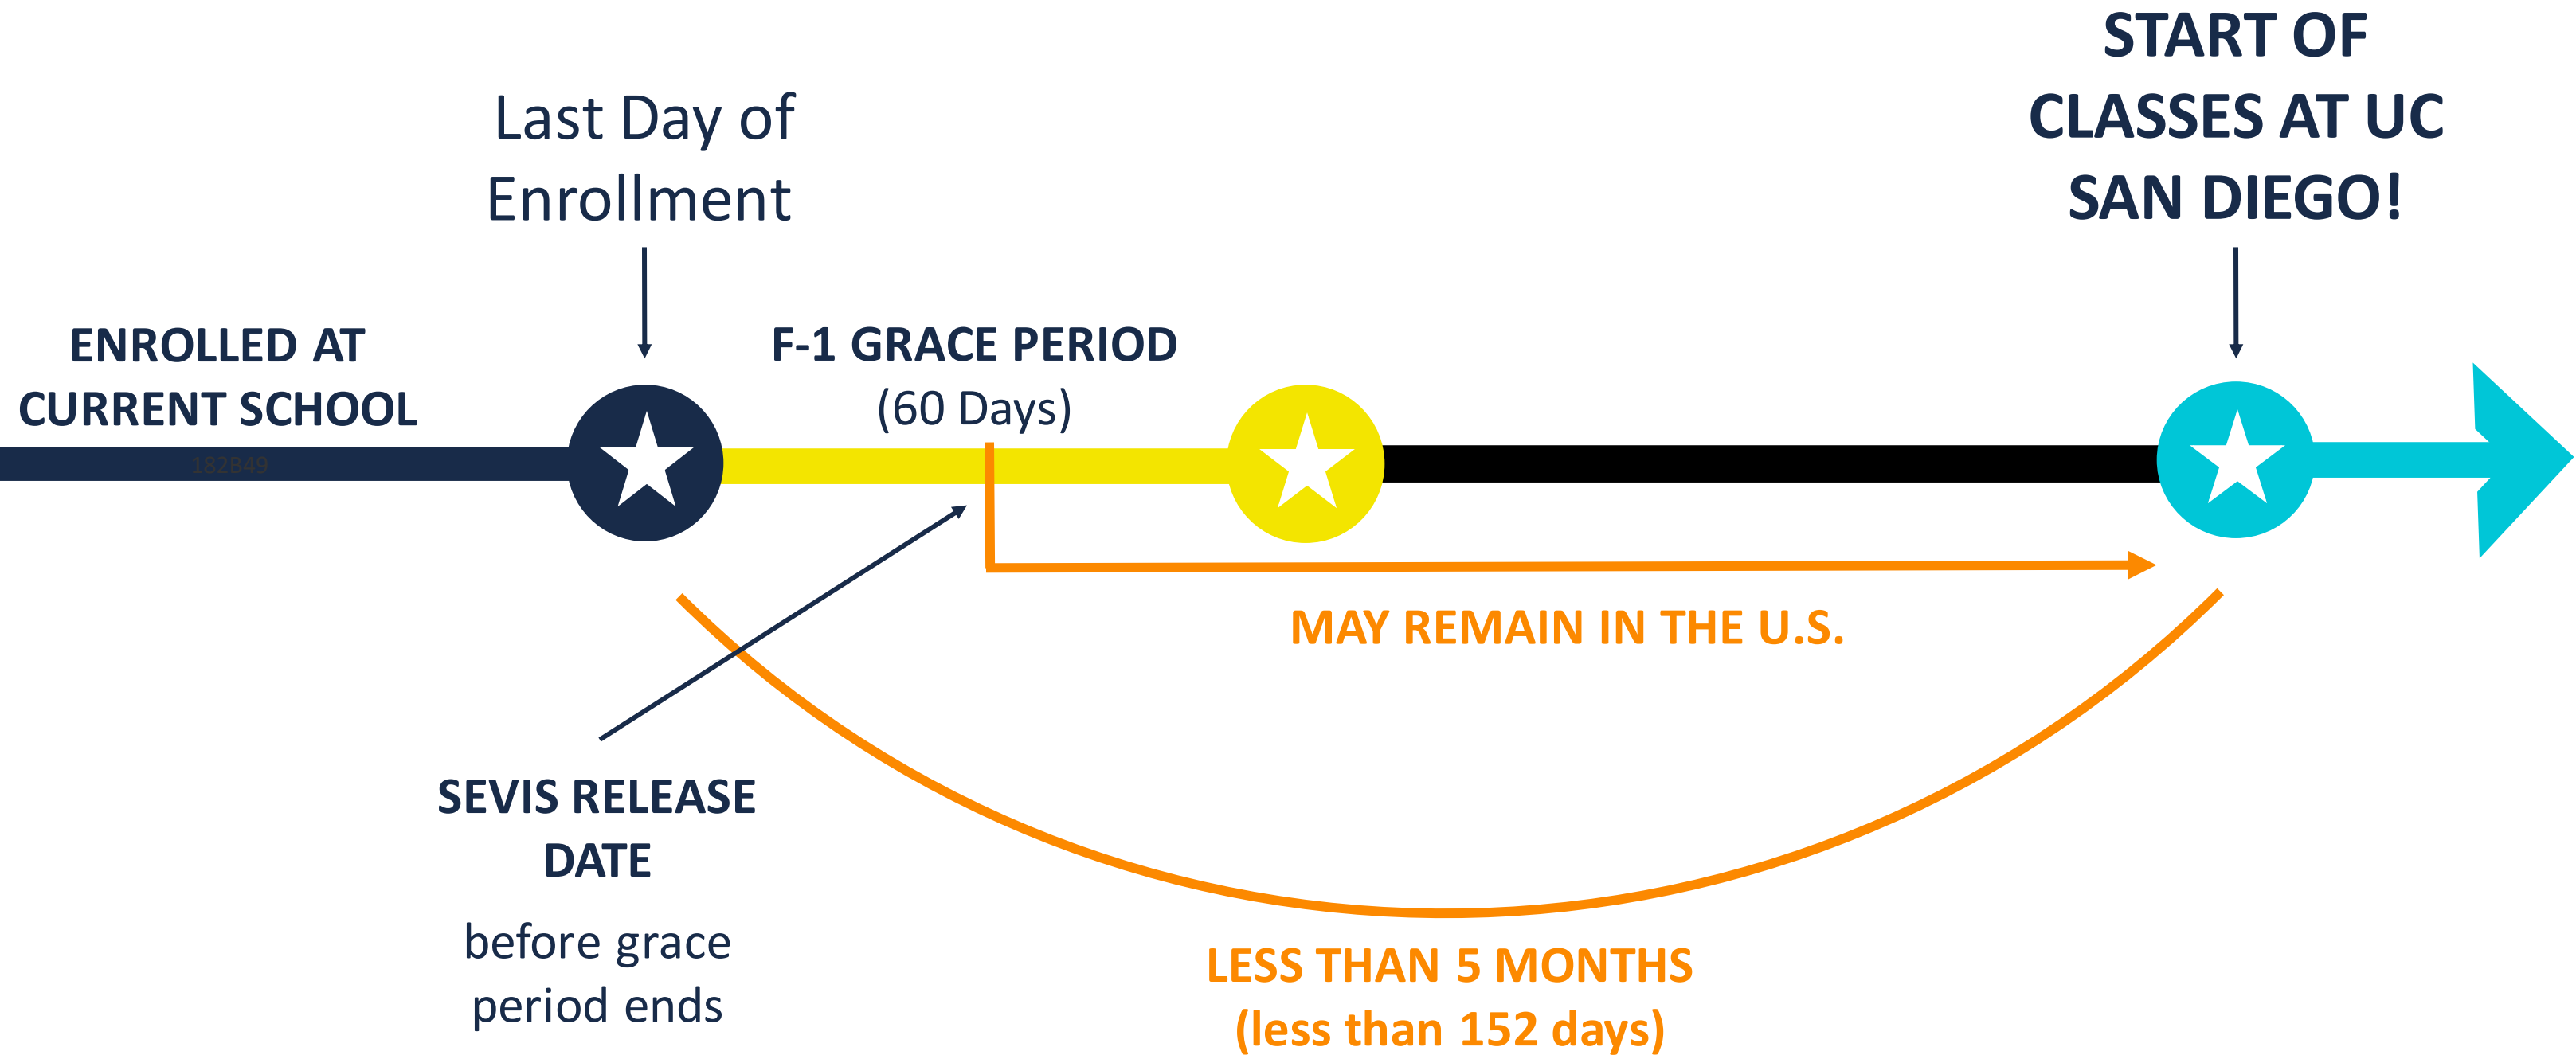 START OF
CLASSES AT UC
SAN DIEGO!
Last Day of
Enrollment
ENROLLED AT
CURRENT SCHOOL
182B49
F-1 GRACE PERIOD
(60 Days)
MAY REMAIN IN THE U.S.
SEVIS RELEASE
DATE
before grace
period ends
LESS THAN 5 MONTHS
(less than 152 days)